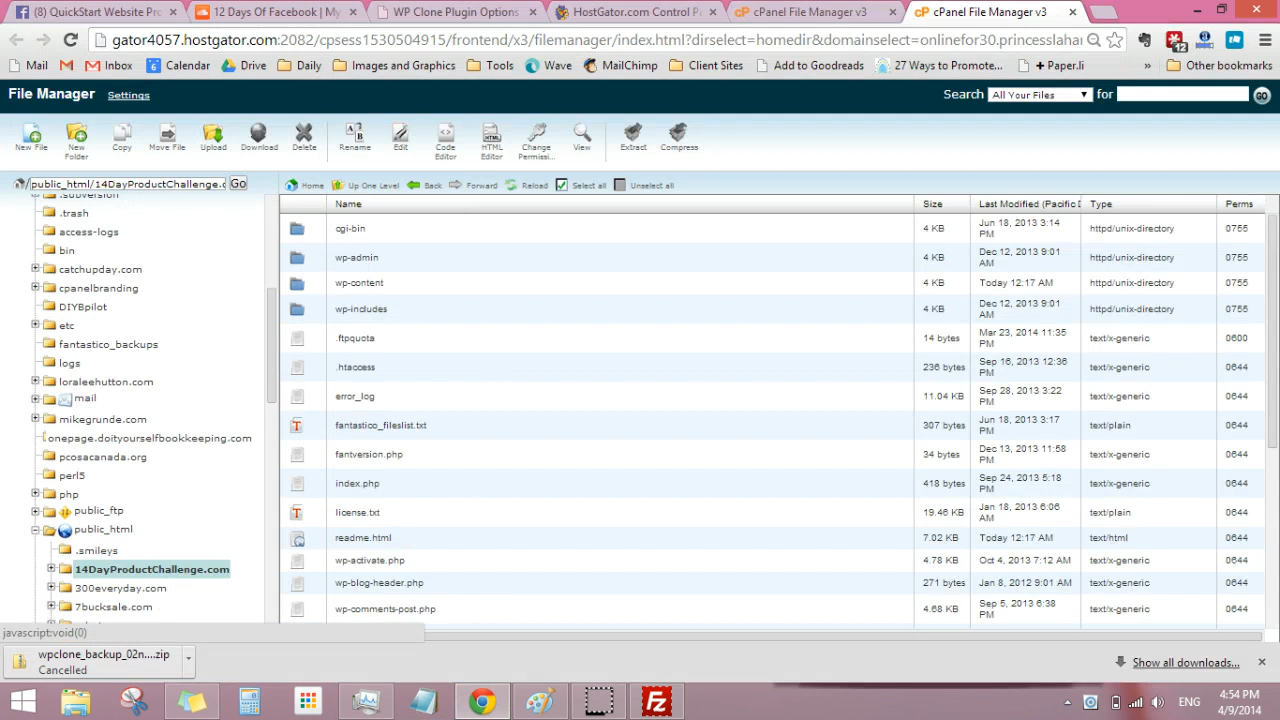 (8) QuickStart Website Pro
12 Days Of Facebook | My
WP Clone Plugin Options
HostGator.com Control P
cPanel File Manager v3
cPanel File Manager v3
gator4057.hostgator.com:2082/cpsess1530504915/frontend/x3/filemanager/index.html?dirselect=homedir&domainselect=onlinefor30.princesslahar
12
Mail
Inbox
6 Calendar
Drive
Daily
Images and Graphics
Tools
Wave
MailChimp
Client Sites
Add to Goodreads
27 Ways to Promote...
+ Paper.li
»
Other bookmarks
File Manager
Settings
Search
All Your Files
for
GO
New File
New Folder
Copy
Move File
Upload
Download
Delete
Rename
Edit
Code Editor
HTML Editor
Change Permissi...
View
Extract
Compress
/public_html/14DayProductChallenge.c
Go
Home
Up One Level
Back
Forward
Reload
Select all
Unselect all
.subversion
.trash
access-logs
bin
catchupday.com
cpanelbranding
DIYBpilot
etc
fantastico_backups
logs
loraleehutton.com
mail
mikegrunde.com
onepage.doityourselfbookkeeping.com
pcosacanada.org
perl5
php
public_ftp
public_html
.smileys
14DayProductChallenge.com
300everyday.com
7bucksale.com
Name Size Last Modified (Pacific D Type Perms
cgi-bin 4 KB Jun 18, 2013 3:14 PM httpd/unix-directory 0755
wp-admin 4 KB Dec 12, 2013 9:01 AM httpd/unix-directory 0755
wp-content 4 KB Today 12:17 AM httpd/unix-directory 0755
wp-includes 4 KB Dec 12, 2013 9:01 AM httpd/unix-directory 0755
.ftpquota 14 bytes Mar 23, 2014 11:35 PM text/x-generic 0600
.htaccess 236 bytes Sep 16, 2013 12:36 PM text/x-generic 0644
error_log 11.04 KB Sep 28, 2013 3:22 PM text/x-generic 0644
fantastico_fileslist.txt 307 bytes Jun 18, 2013 3:17 PM text/plain 0644
fantversion.php 34 bytes Dec 13, 2013 11:58 PM text/x-generic 0644
index.php 418 bytes Sep 24, 2013 5:18 PM text/x-generic 0644
license.txt 19.46 KB Jan 18, 2013 6:06 AM text/plain 0644
readme.html 7.02 KB Today 12:17 AM text/html 0644
wp-activate.php 4.78 KB Oct 4, 2013 7:12 AM text/x-generic 0644
wp-blog-header.php 271 bytes Jan 8, 2012 9:01 AM text/x-generic 0644
wp-comments-post.php 4.68 KB Sep 5, 2013 6:38 PM text/x-generic 0644
javascript:void(0)
wpclone_backup_02n....zip
Cancelled
Show all downloads...
ENG
4:54 PM
4/9/2014